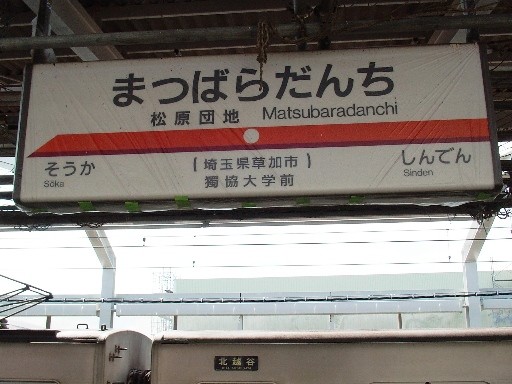 まつばらだんち
松原団地 Matsubaradanchi
そうか
Sōka
(埼玉県草加市)
獨協大学前
しんでん
Sinden
北越谷